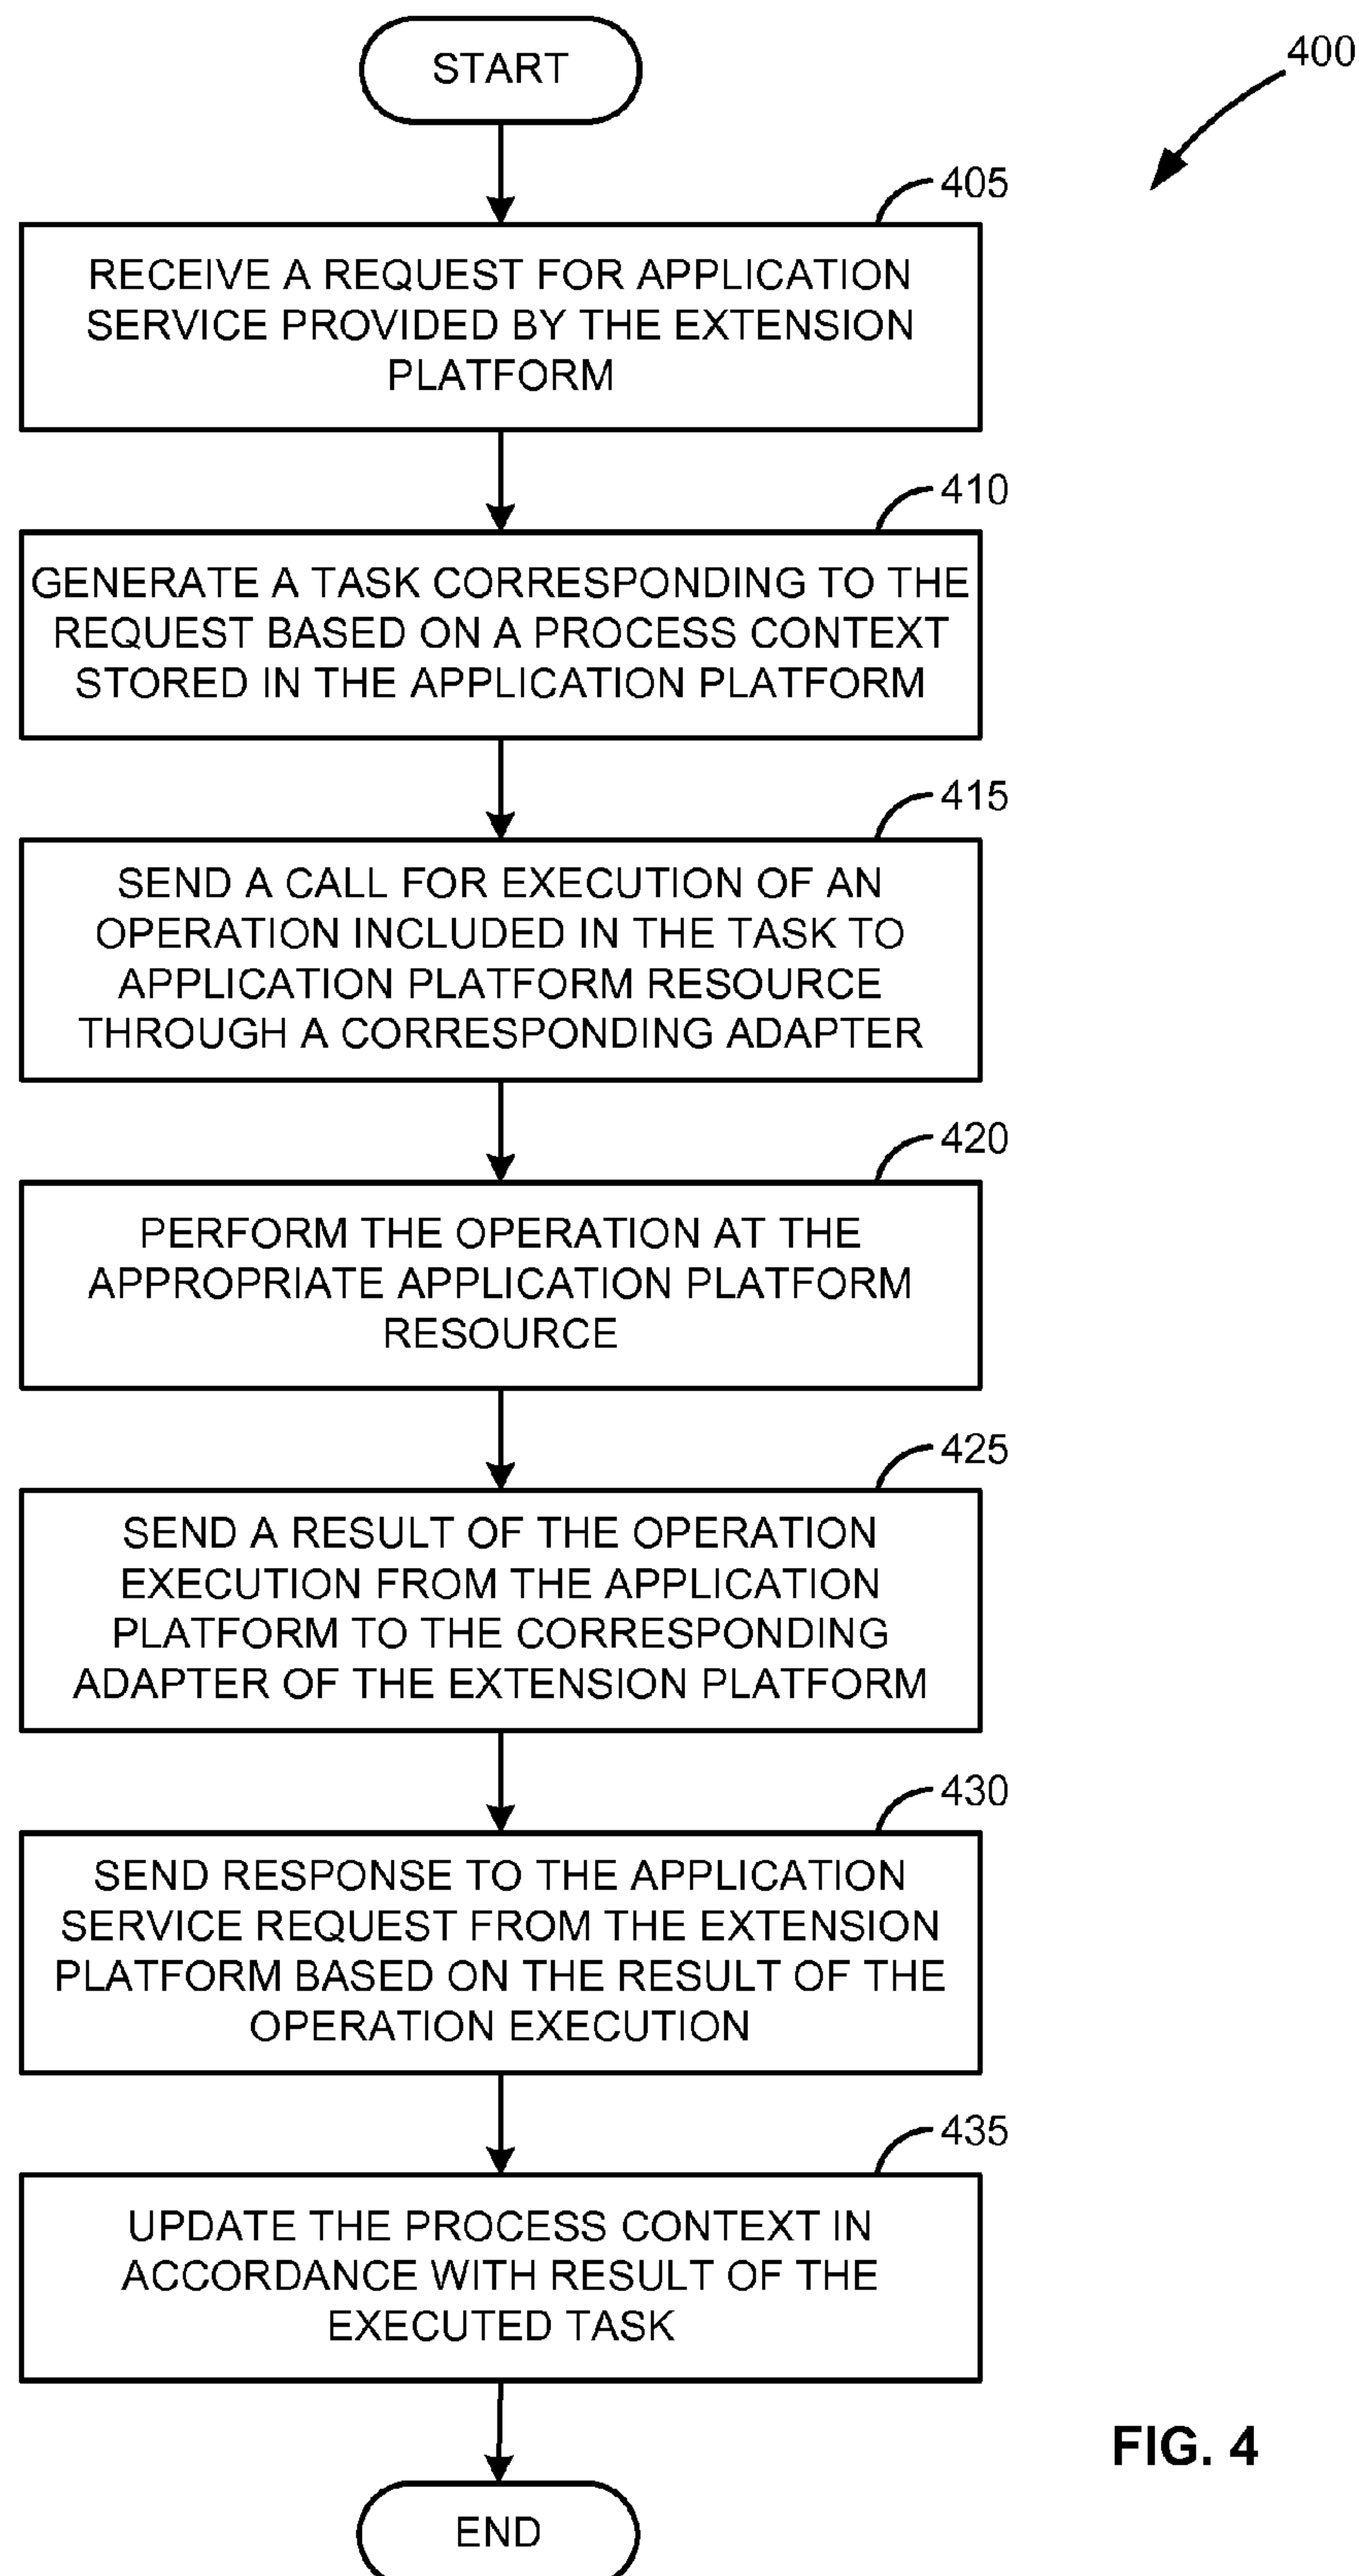 START
400
405
RECEIVE A REQUEST FOR APPLICATION
SERVICE PROVIDED BY THE EXTENSION
PLATFORM
410
GENERATE A TASK CORRESPONDING TO THE
REQUEST BASED ON A PROCESS CONTEXT
STORED IN THE APPLICATION PLATFORM
415
SEND A CALL FOR EXECUTION OF AN
OPERATION INCLUDED IN THE TASK TO
APPLICATION PLATFORM RESOURCE
THROUGH A CORRESPONDING ADAPTER
420
PERFORM THE OPERATION AT THE
APPROPRIATE APPLICATION PLATFORM
RESOURCE
425
SEND A RESULT OF THE OPERATION
EXECUTION FROM THE APPLICATION
PLATFORM TO THE CORRESPONDING
ADAPTER OF THE EXTENSION PLATFORM
430
SEND RESPONSE TO THE APPLICATION
SERVICE REQUEST FROM THE EXTENSION
PLATFORM BASED ON THE RESULT OF THE
OPERATION EXECUTION
435
UPDATE THE PROCESS CONTEXT IN
ACCORDANCE WITH RESULT OF THE
EXECUTED TASK
FIG. 4
END